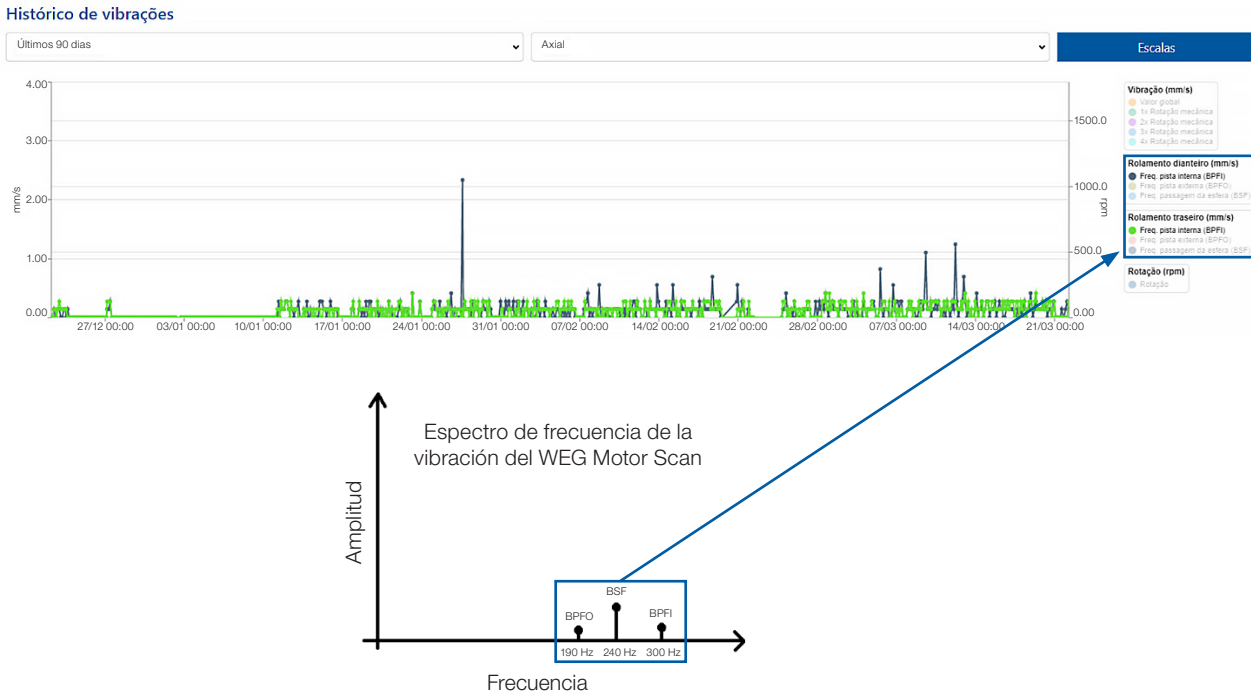 Histórico de vibrações
Últimos 90 dias
Axial
Escalas
4.00
3.00
2.00
1.00
0.00
mm/s
1500.0
1000.0
500.0
0.00
rpm
27/12 00:00
03/01 00:00
10/01 00:00
17/01 00:00
24/01 00:00
31/01 00:00
07/02 00:00
14/02 00:00
21/02 00:00
28/02 00:00
07/03 00:00
14/03 00:00
21/03 00:00
Vibração (mm/s)
Valor global
1x Rotação mecânica
2x Rotação mecânica
3x Rotação mecânica
4x Rotação mecânica
Rolamento dianteiro (mm/s)
Freq. pista interna (BPFI)
Freq. pista externa (BPFO)
Freq. passagem da esfera (BSF)
Rolamento traseiro (mm/s)
Freq. pista interna (BPFI)
Freq. pista externa (BPFO)
Freq. passagem da esfera (BSF)
Rotação (rpm)
Rotação
Espectro de frecuencia de la
vibración del WEG Motor Scan
Amplitud
BPFO
BSF
BPFI
190 Hz
240 Hz
300 Hz
Frecuencia